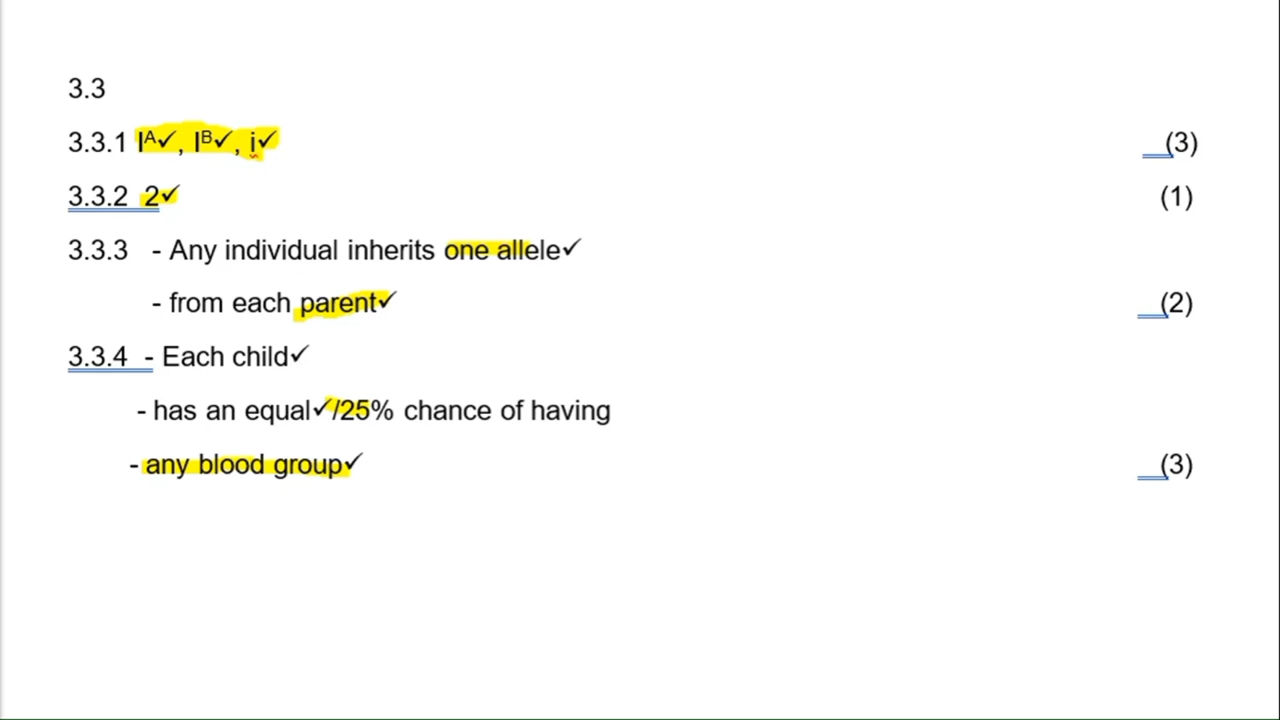 3.3
3.3.1 Iᴬ✓, Iᴮ✓, i✓ (3)
3.3.2 2✓ (1)
3.3.3 - Any individual inherits one allele✓
- from each parent✓ (2)
3.3.4 - Each child✓
- has an equal✓/25% chance of having
- any blood group✓ (3)